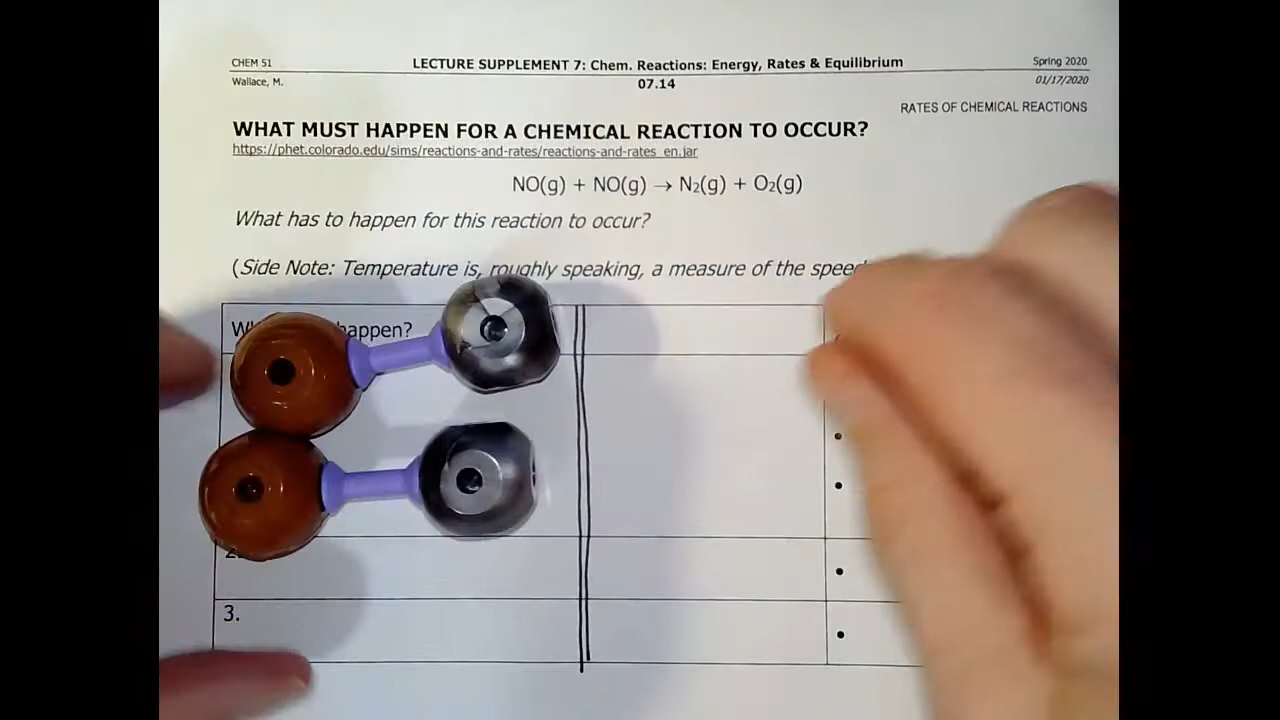 CHEM 51
LECTURE SUPPLEMENT 7: Chem. Reactions: Energy, Rates & Equilibrium
Spring 2020
Wallace, M.
07.14
01/17/2020
RATES OF CHEMICAL REACTIONS
WHAT MUST HAPPEN FOR A CHEMICAL REACTION TO OCCUR?
https://phet.colorado.edu/sims/reactions-and-rates/reactions-and-rates_en.jar
NO(g) + NO(g) → N₂(g) + O₂(g)
What has to happen for this reaction to occur?
(Side Note: Temperature is, roughly speaking, a measure of the
3.